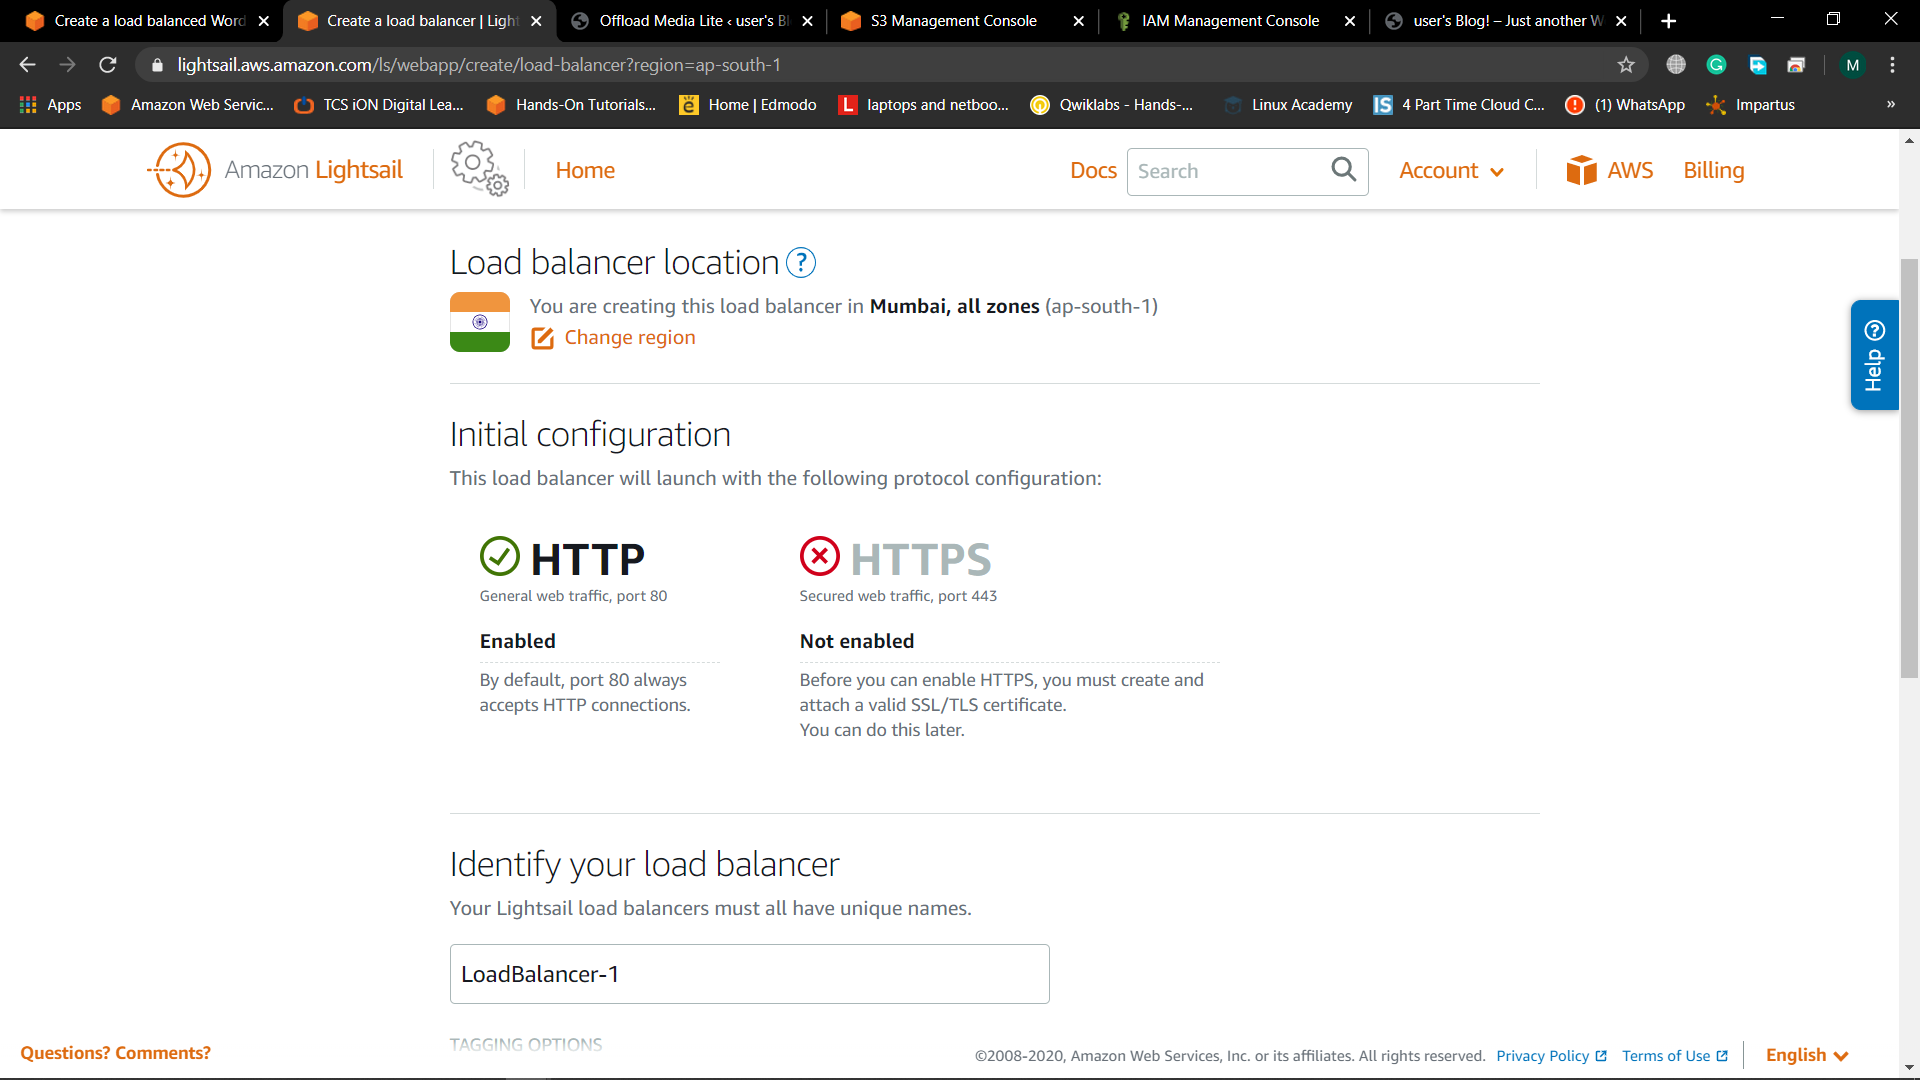 Create a load balanced Word
Create a load balancer | Light
Offload Media Lite ‹ user's Bl
S3 Management Console
IAM Management Console
user's Blog! – Just another W
lightsail.aws.amazon.com/ls/webapp/create/load-balancer?region=ap-south-1
M
Apps
Amazon Web Servic...
TCS iON Digital Lea...
Hands-On Tutorials...
Home | Edmodo
laptops and netboo...
Qwiklabs - Hands-...
Linux Academy
4 Part Time Cloud C...
(1) WhatsApp
Impartus
»
Amazon Lightsail
Home
Docs
Search
Account
AWS
Billing
Load balancer location ?
You are creating this load balancer in Mumbai, all zones (ap-south-1)
Change region
Help ?
Initial configuration
This load balancer will launch with the following protocol configuration:
HTTP
General web traffic, port 80
Enabled
By default, port 80 always
accepts HTTP connections.
HTTPS
Secured web traffic, port 443
Not enabled
Before you can enable HTTPS, you must create and
attach a valid SSL/TLS certificate.
You can do this later.
Identify your load balancer
Your Lightsail load balancers must all have unique names.
LoadBalancer-1
TAGGING OPTIONS
Questions? Comments?
©2008-2020, Amazon Web Services, Inc. or its affiliates. All rights reserved.
Privacy Policy
Terms of Use
English